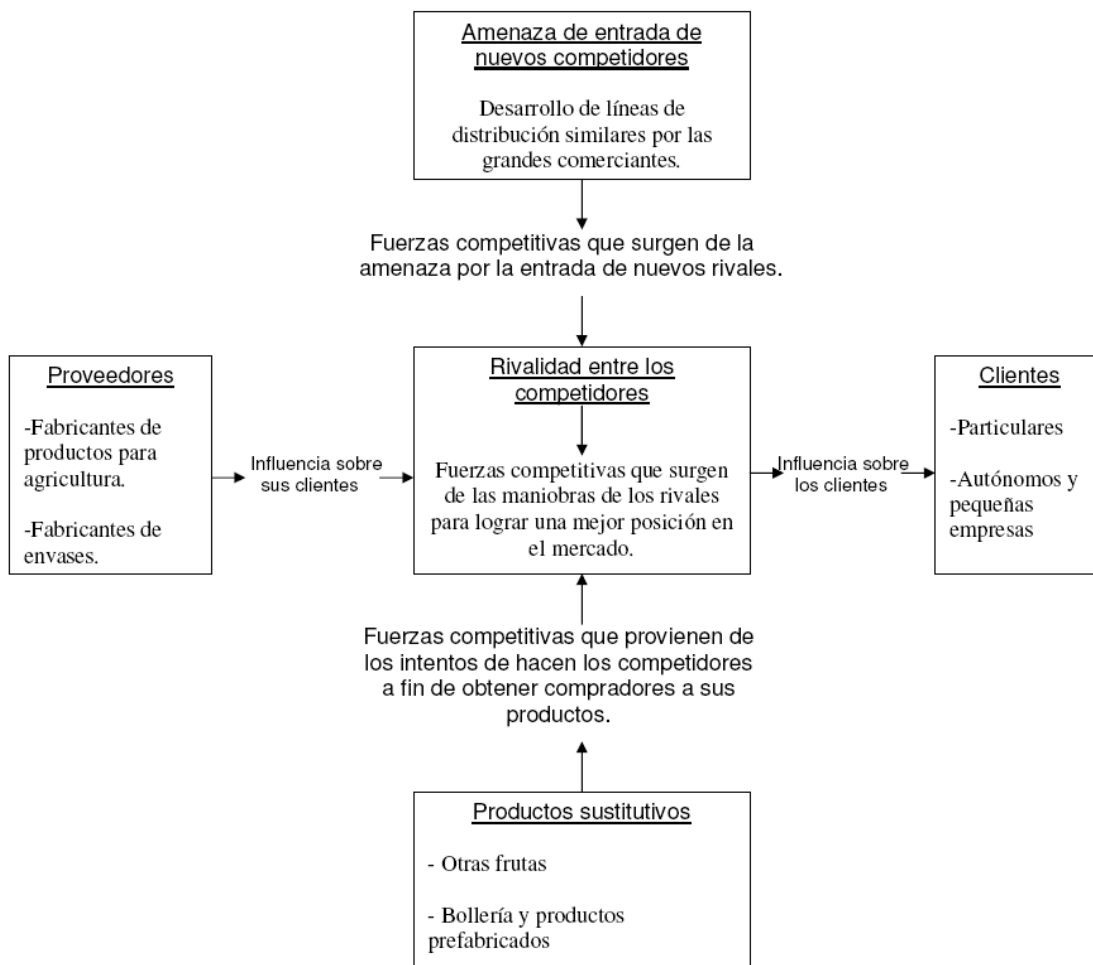 Amenaza de entrada de
nuevos competidores
Desarrollo de líneas de
distribución similares por las
grandes comerciantes.
Fuerzas competitivas que surgen de la
amenaza por la entrada de nuevos rivales.
Proveedores
-Fabricantes de
productos para
agricultura.
-Fabricantes de
envases.
Influencia sobre
sus clientes
Rivalidad entre los
competidores
Fuerzas competitivas que surgen
de las maniobras de los rivales
para lograr una mejor posición en
el mercado.
Influencia sobre
los clientes
Clientes
-Particulares
-Autónomos y
pequeñas
empresas
Fuerzas competitivas que provienen de
los intentos de hacen los competidores
a fin de obtener compradores a sus
productos.
Productos sustitutivos
- Otras frutas
- Bollería y productos
prefabricados